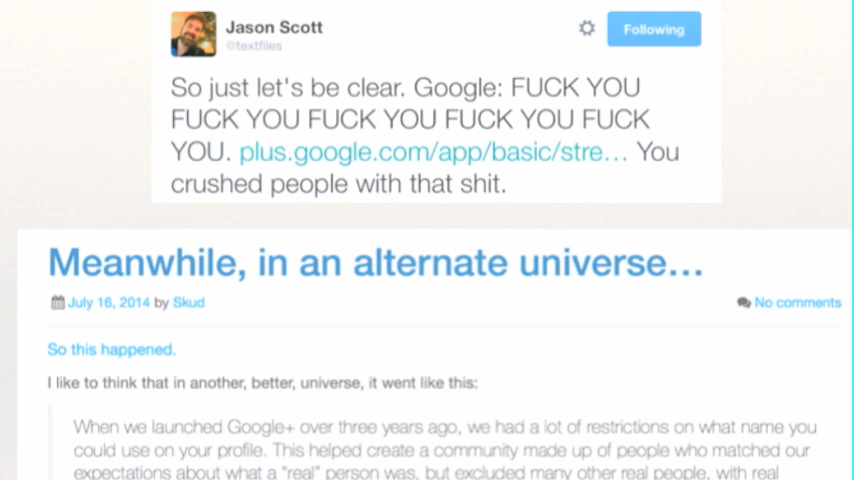 Jason Scott
@textfiles
Following
So just let's be clear. Google: FUCK YOU
FUCK YOU FUCK YOU FUCK YOU FUCK
YOU. plus.google.com/app/basic/stre... You
crushed people with that shit.
Meanwhile, in an alternate universe...
July 16, 2014 by Skud
No comments
So this happened.
I like to think that in another, better, universe, it went like this:
When we launched Google+ over three years ago, we had a lot of restrictions on what name you
could use on your profile. This helped create a community made up of people who matched our
expectations about what a "real" person was, but excluded many other real people, with real